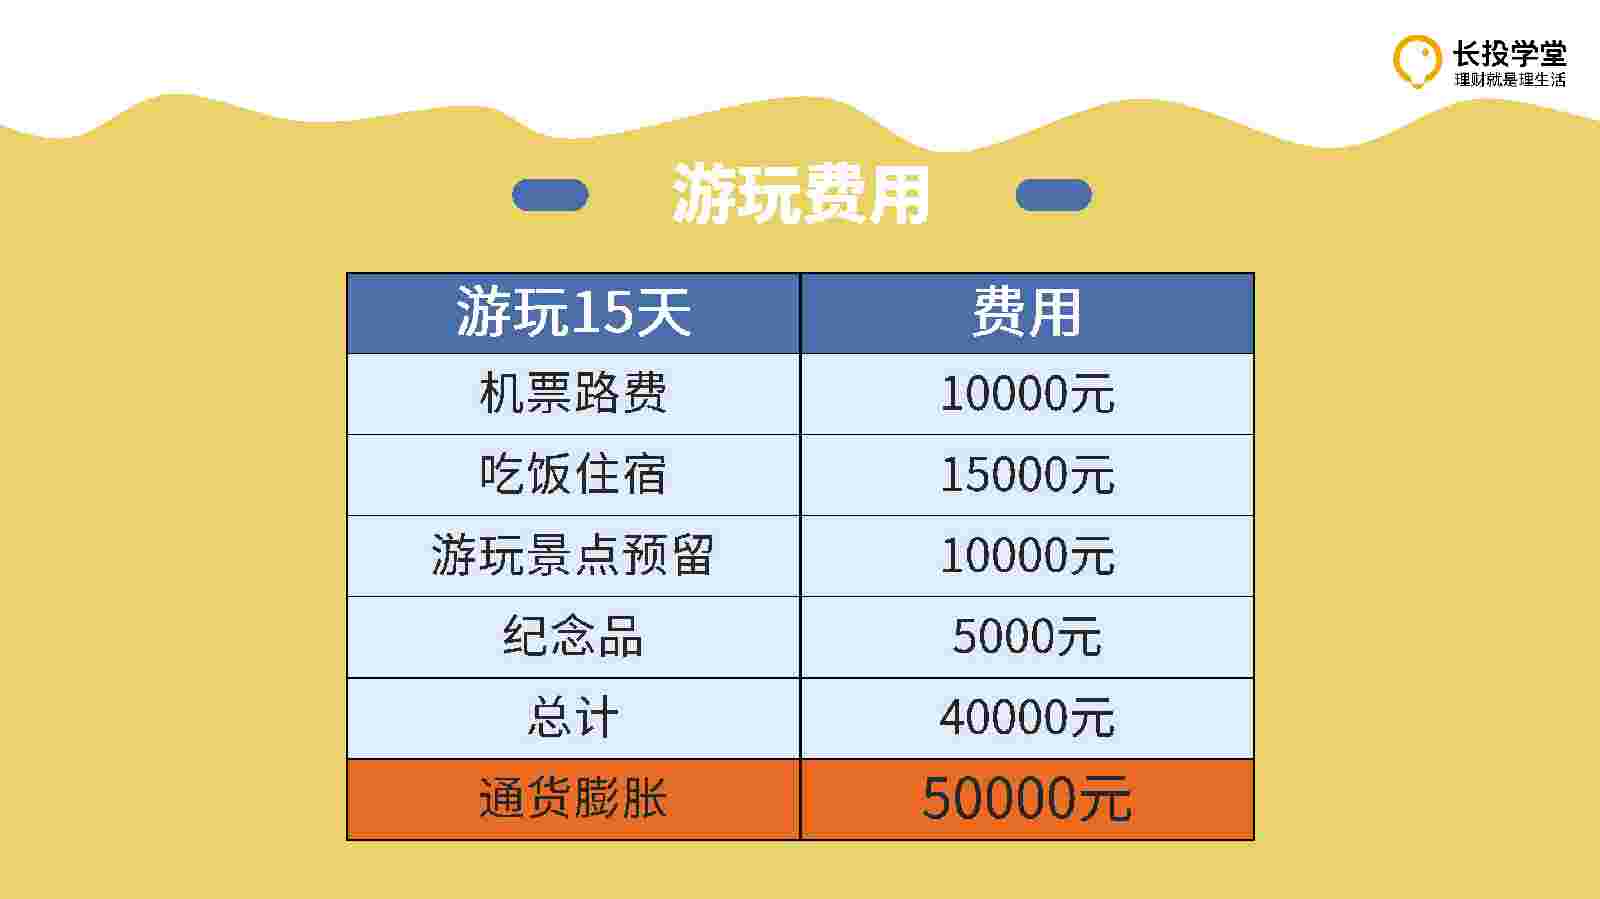 长投学堂
理财就是理生活
游玩费用
游玩15天 费用
机票路费 10000元
吃饭住宿 15000元
游玩景点预留 10000元
纪念品 5000元
总计 40000元
通货膨胀 50000元